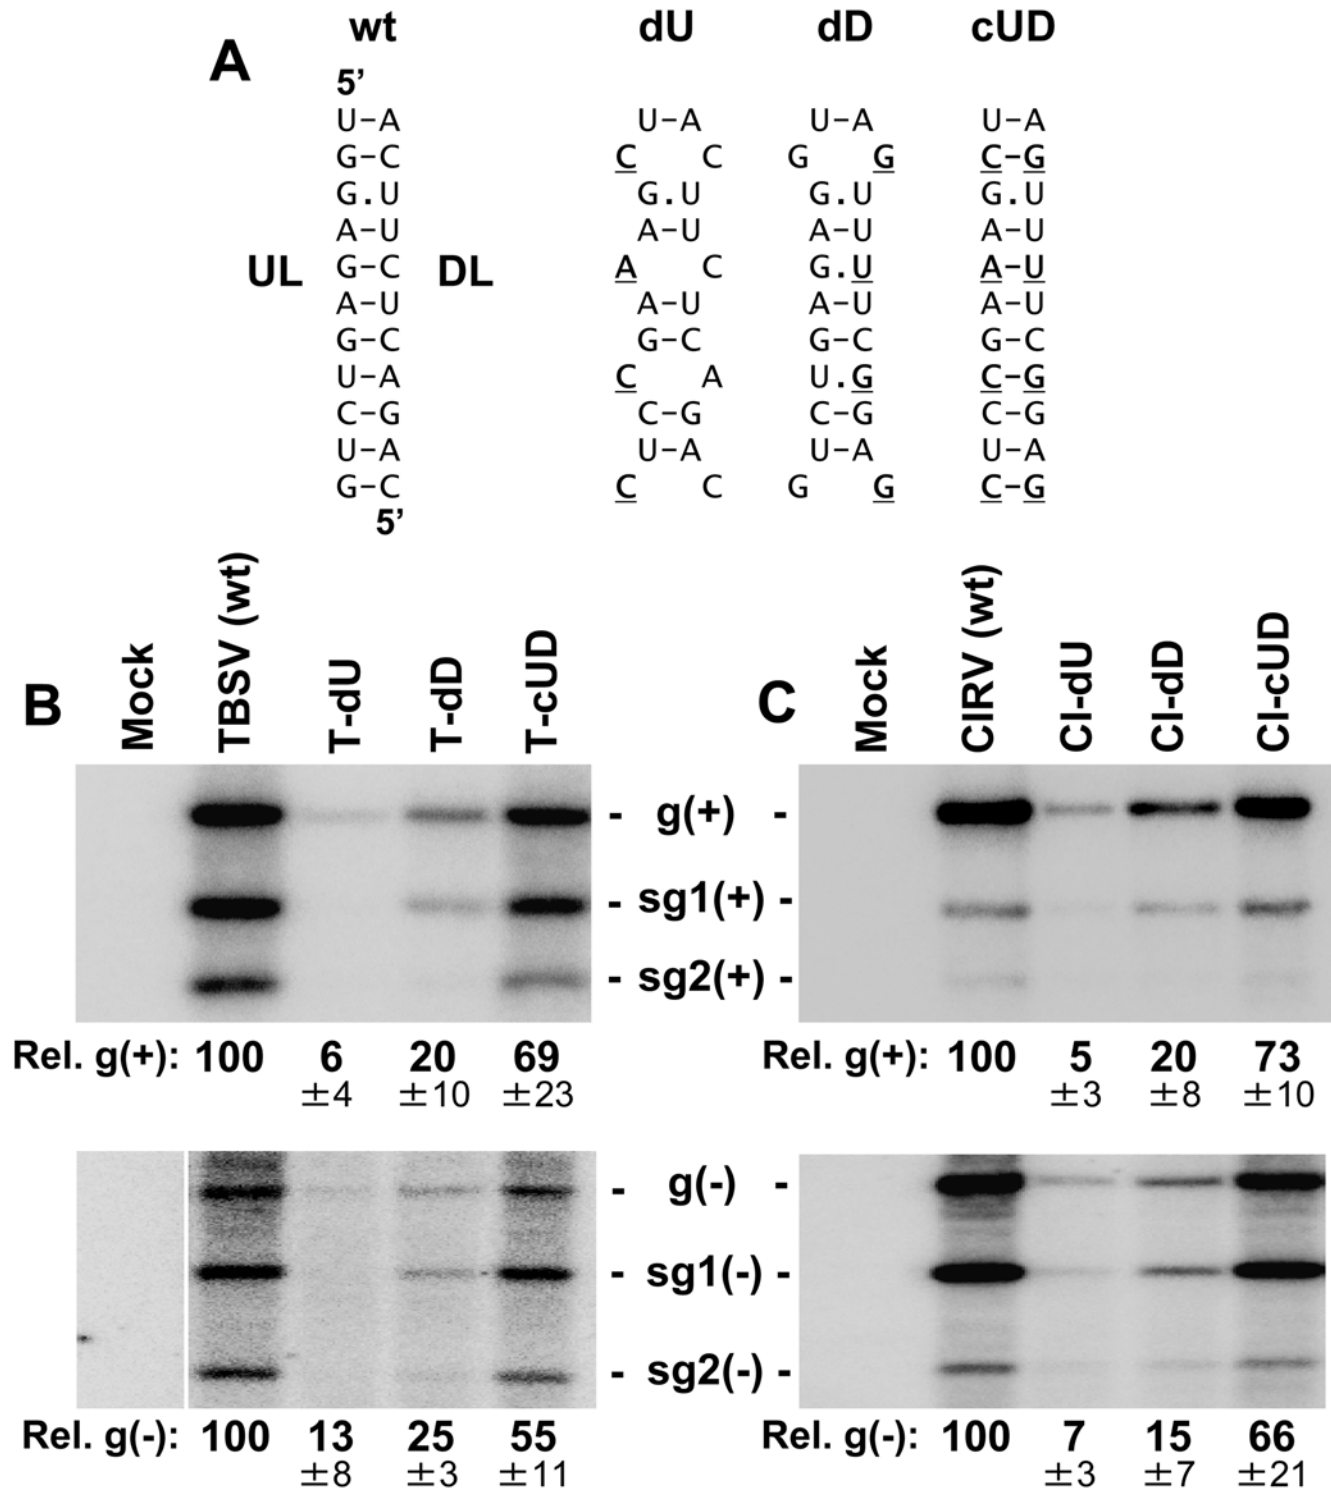 wt dU dD cUD
A
5'
U-A U-A U-A U-A
G-C C C G G C-G
G.U G.U G.U G.U
A-U A-U A-U A-U
UL G-C DL A C G.U A-U
A-U A-U A-U A-U
G-C G-C G-C G-C
U-A C A U.G C-G
C-G C-G C-G C-G
U-A U-A U-A U-A
G-C C C G G C-G
5'
B Mock TBSV (wt) T-dU T-dD T-cUD C Mock CIRV (wt) CI-dU CI-dD CI-cUD
- g(+) -
- sg1(+) -
- sg2(+) -
Rel. g(+): 100 6 20 69 Rel. g(+): 100 5 20 73
±4 ±10 ±23 ±3 ±8 ±10
- g(-) -
- sg1(-) -
- sg2(-) -
Rel. g(-): 100 13 25 55 Rel. g(-): 100 7 15 66
±8 ±3 ±11 ±3 ±7 ±21